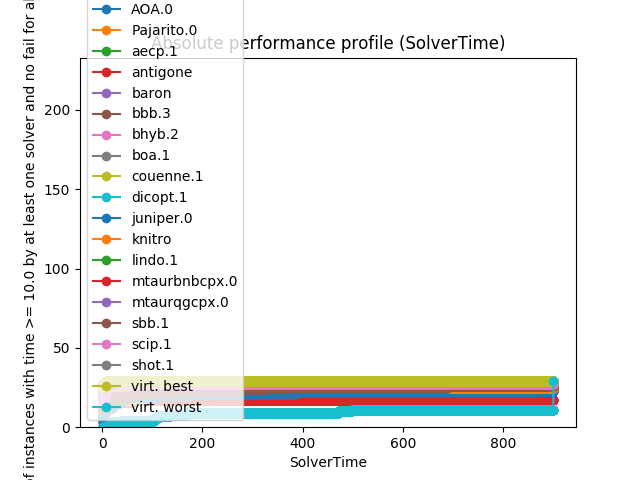 Absolute performance profile (SolverTime)
of instances with time >= 10.0 by at least one solver and no fail for al
AOA.0
Pajarito.0
aecp.1
antigone
baron
bbb.3
bhyb.2
boa.1
couenne.1
dicopt.1
juniper.0
knitro
lindo.1
mtaurbnbcpx.0
mtaurqgcpx.0
sbb.1
scip.1
shot.1
virt. best
virt. worst
200
150
100
50
0
0 200 400 600 800
SolverTime